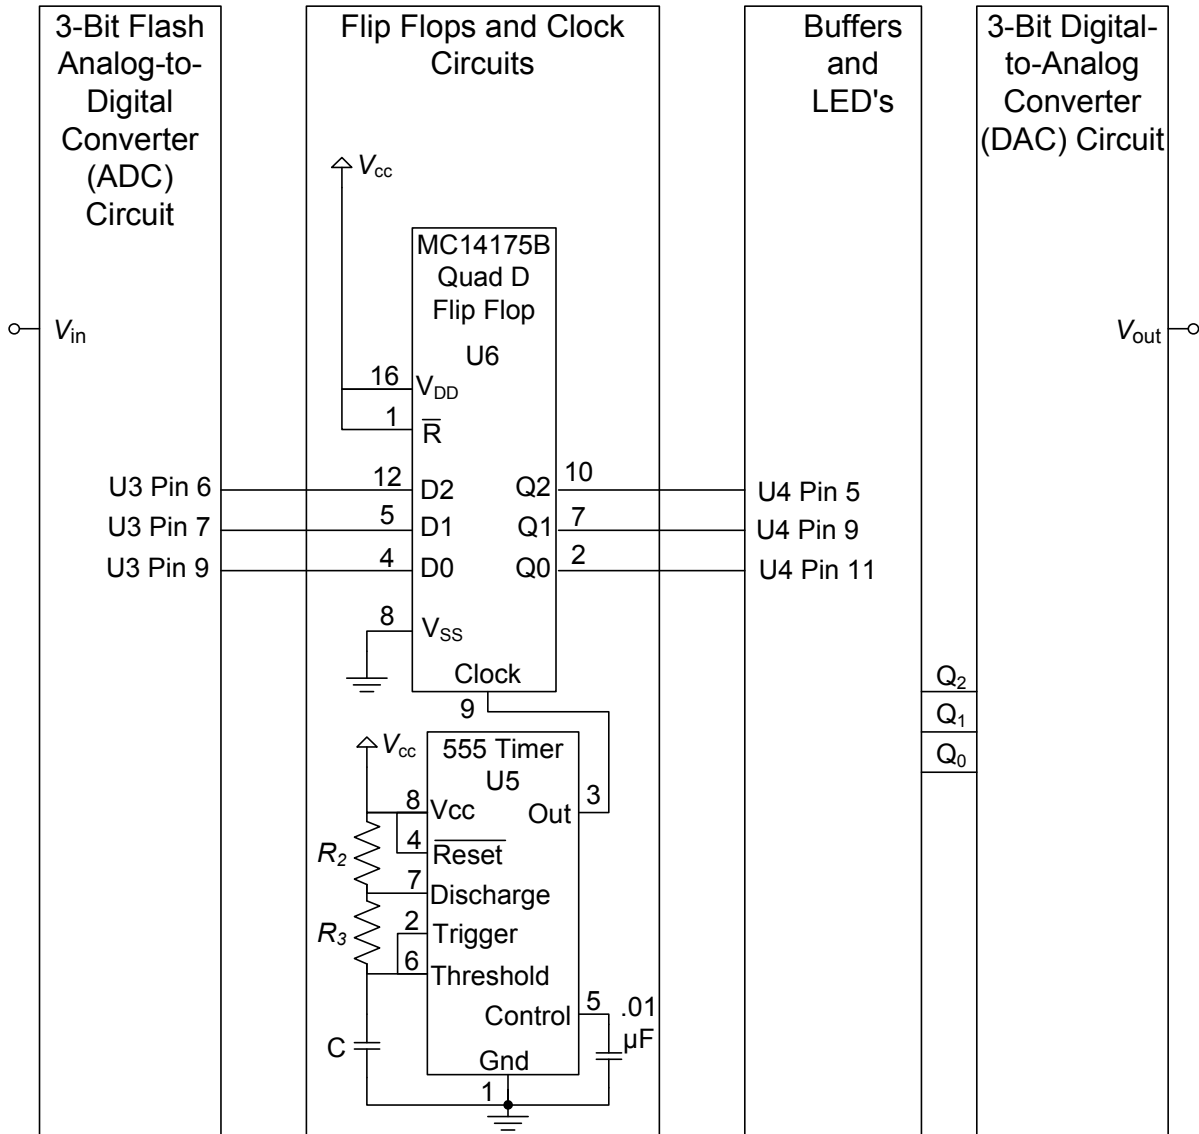 3-Bit Flash
Analog-to-
Digital
Converter
(ADC)
Circuit
Flip Flops and Clock
Circuits
Buffers
and
LED's
3-Bit Digital-
to-Analog
Converter
(DAC) Circuit
Vcc
MC14175B
Quad D
Flip Flop
U6
Vin
Vout
16 VDD
1 R̅
U3 Pin 6 12 D2 Q2 10 U4 Pin 5
U3 Pin 7 5 D1 Q1 7 U4 Pin 9
U3 Pin 9 4 D0 Q0 2 U4 Pin 11
8 VSS
Clock
9
Q2
Q1
Q0
Vcc
555 Timer
U5
8 Vcc Out 3
4 R̅e̅s̅e̅t̅
R2
7 Discharge
R3
2 Trigger
6 Threshold
Control 5 .01
µF
C
Gnd
1